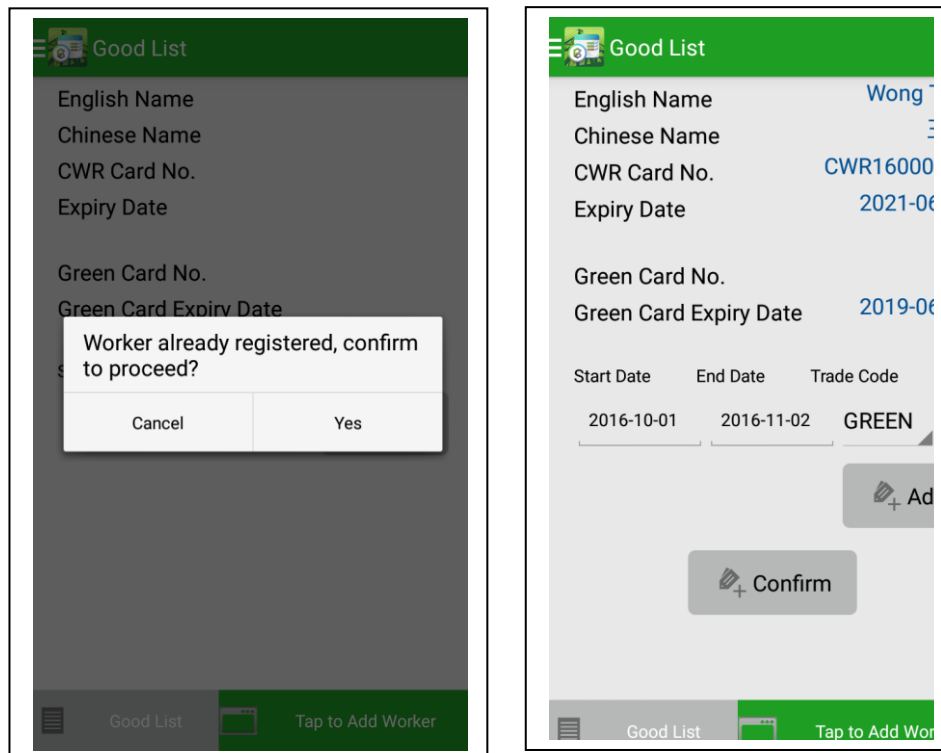 Good List
English Name
Chinese Name
CWR Card No.
Expiry Date
Green Card No.
Green Card Expiry Date
Worker already registered, confirm
to proceed?
Cancel Yes
Good List Tap to Add Worker
Good List
English Name Wong
Chinese Name
CWR Card No. CWR16000
Expiry Date 2021-06
Green Card No.
Green Card Expiry Date 2019-06
Start Date End Date Trade Code
2016-10-01 2016-11-02 GREEN
Ad
Confirm
Good List Tap to Add Wor